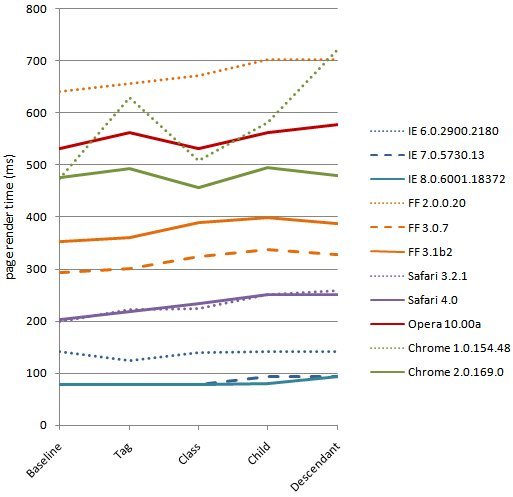 800
700
600
500
400
300
200
100
0
page render time (ms)
Baseline
Tag
Class
Child
Descendant
IE 6.0.2900.2180
IE 7.0.5730.13
IE 8.0.6001.18372
FF 2.0.0.20
FF 3.0.7
FF 3.1b2
Safari 3.2.1
Safari 4.0
Opera 10.00a
Chrome 1.0.154.48
Chrome 2.0.169.0